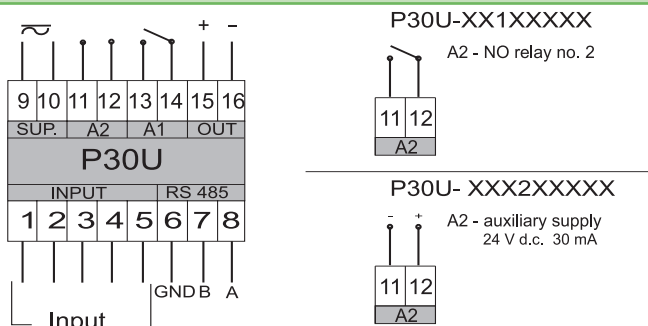 + -
9 10 11 12 13 14 15 16
SUP. A2 A1 OUT
P30U
INPUT RS 485
1 2 3 4 5 6 7 8
GND B A
Input
P30U-XX1XXXXX
A2 - NO relay no. 2
11 12
A2
P30U- XXX2XXXXX
- +
A2 - auxiliary supply
24 V d.c. 30 mA
11 12
A2